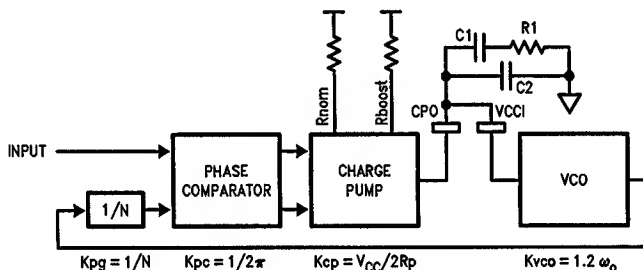 C1
R1
C2
Rnom
Rboost
CPO
VCCI
INPUT
PHASE
COMPARATOR
CHARGE
PUMP
VCO
1/N
Kpg = 1/N
Kpc = 1/2π
Kcp = VCC/2Rp
Kvco = 1.2 ωo